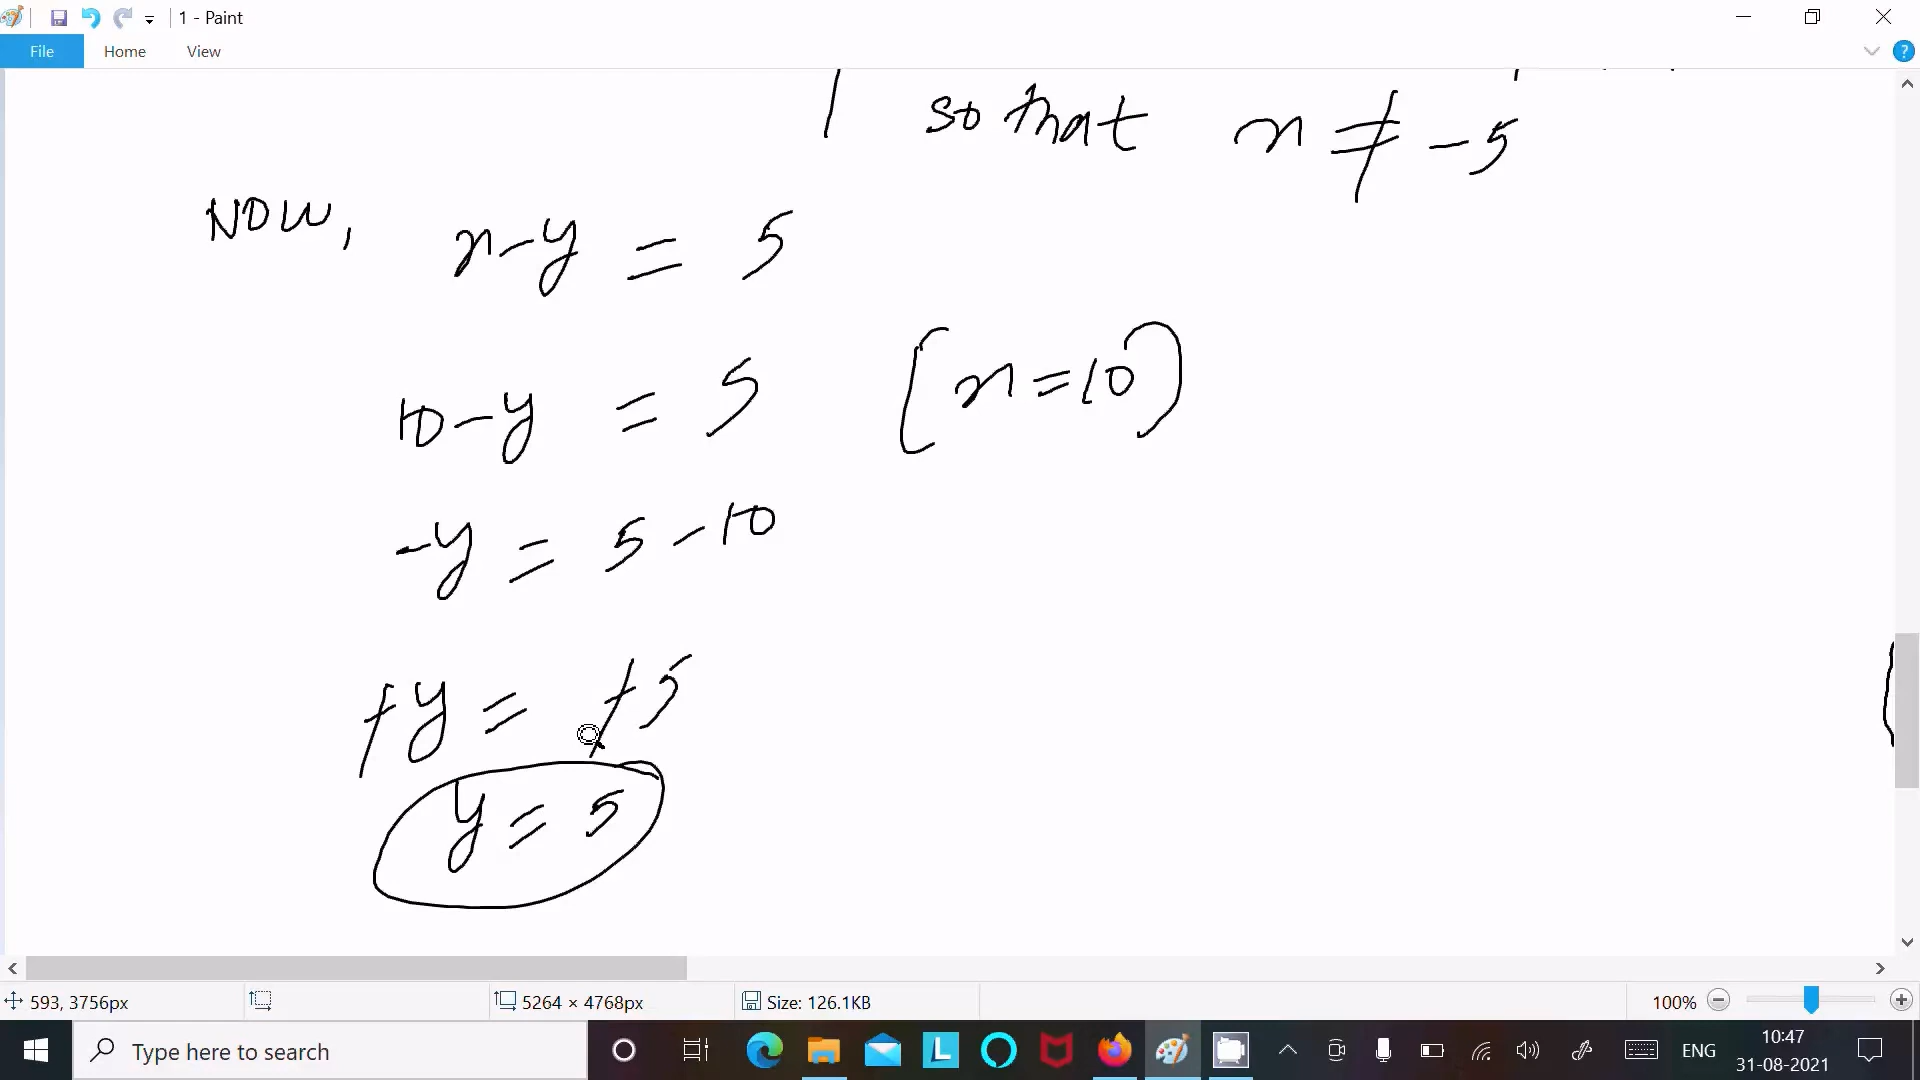 1 - Paint
File Home View
so that x ≠ -5
NOW, x-y = 5
10-y = 5 [x=10)
-y = 5-10
+y = +5
y = 5
593, 3756px 5264 × 4768px Size: 126.1KB 100%
Type here to search ENG 10:47
31-08-2021